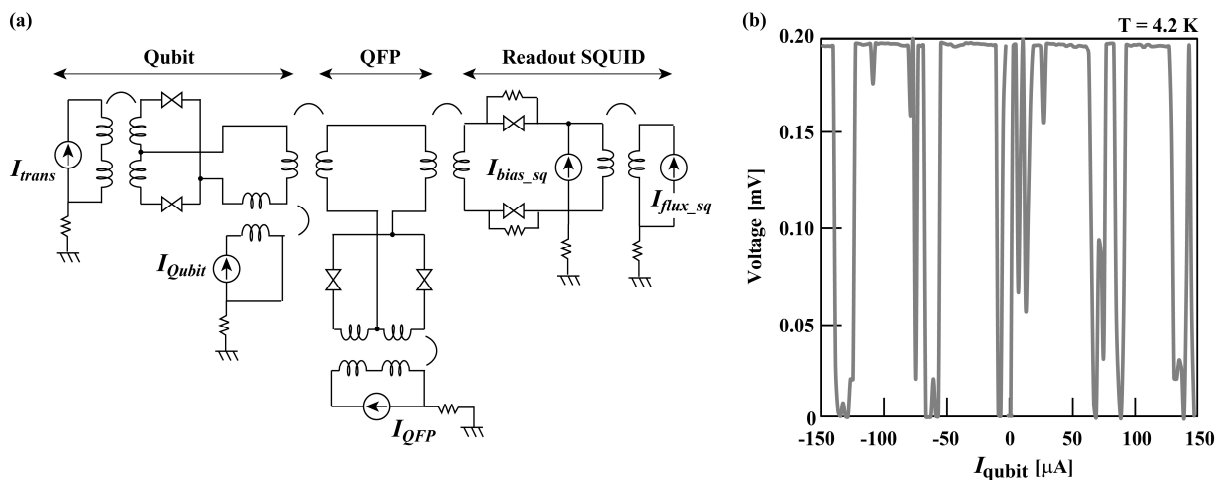 (a)
Qubit
QFP
Readout SQUID
I_trans
I_Qubit
I_QFP
I_bias_sq
I_flux_sq
(b)
T = 4.2 K
Voltage [mV]
0.20
0.15
0.10
0.05
0
-150
-100
-50
0
50
100
150
I_qubit [μA]